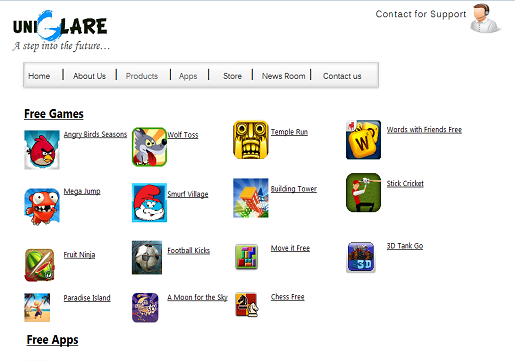 Contact for Support
UNIGLARE
A step into the future...
Home About Us Products Apps Store News Room Contact us
Free Games
Angry Birds Seasons Wolf Toss Temple Run Words with Friends Free
W
Mega Jump Smurf Village Building Tower Stick Cricket
Fruit Ninja Football Kicks Move it Free 3D Tank Go
3D
Paradise Island A Moon for the Sky Chess Free
Free Apps